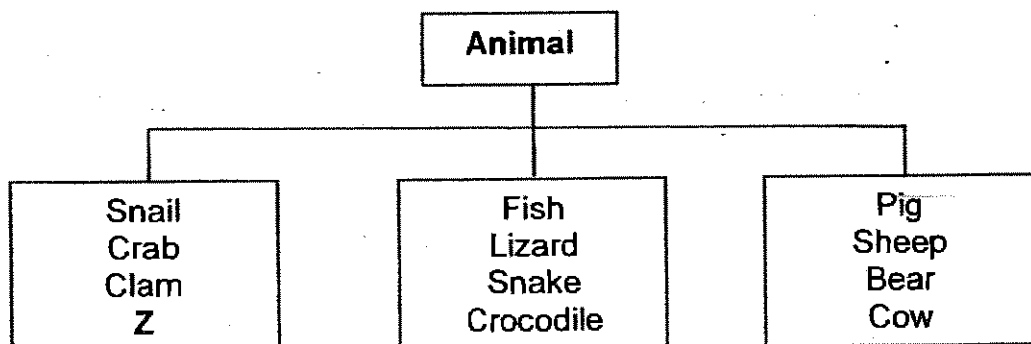 Animal
Snail
Crab
Clam
Z
Fish
Lizard
Snake
Crocodile
Pig
Sheep
Bear
Cow